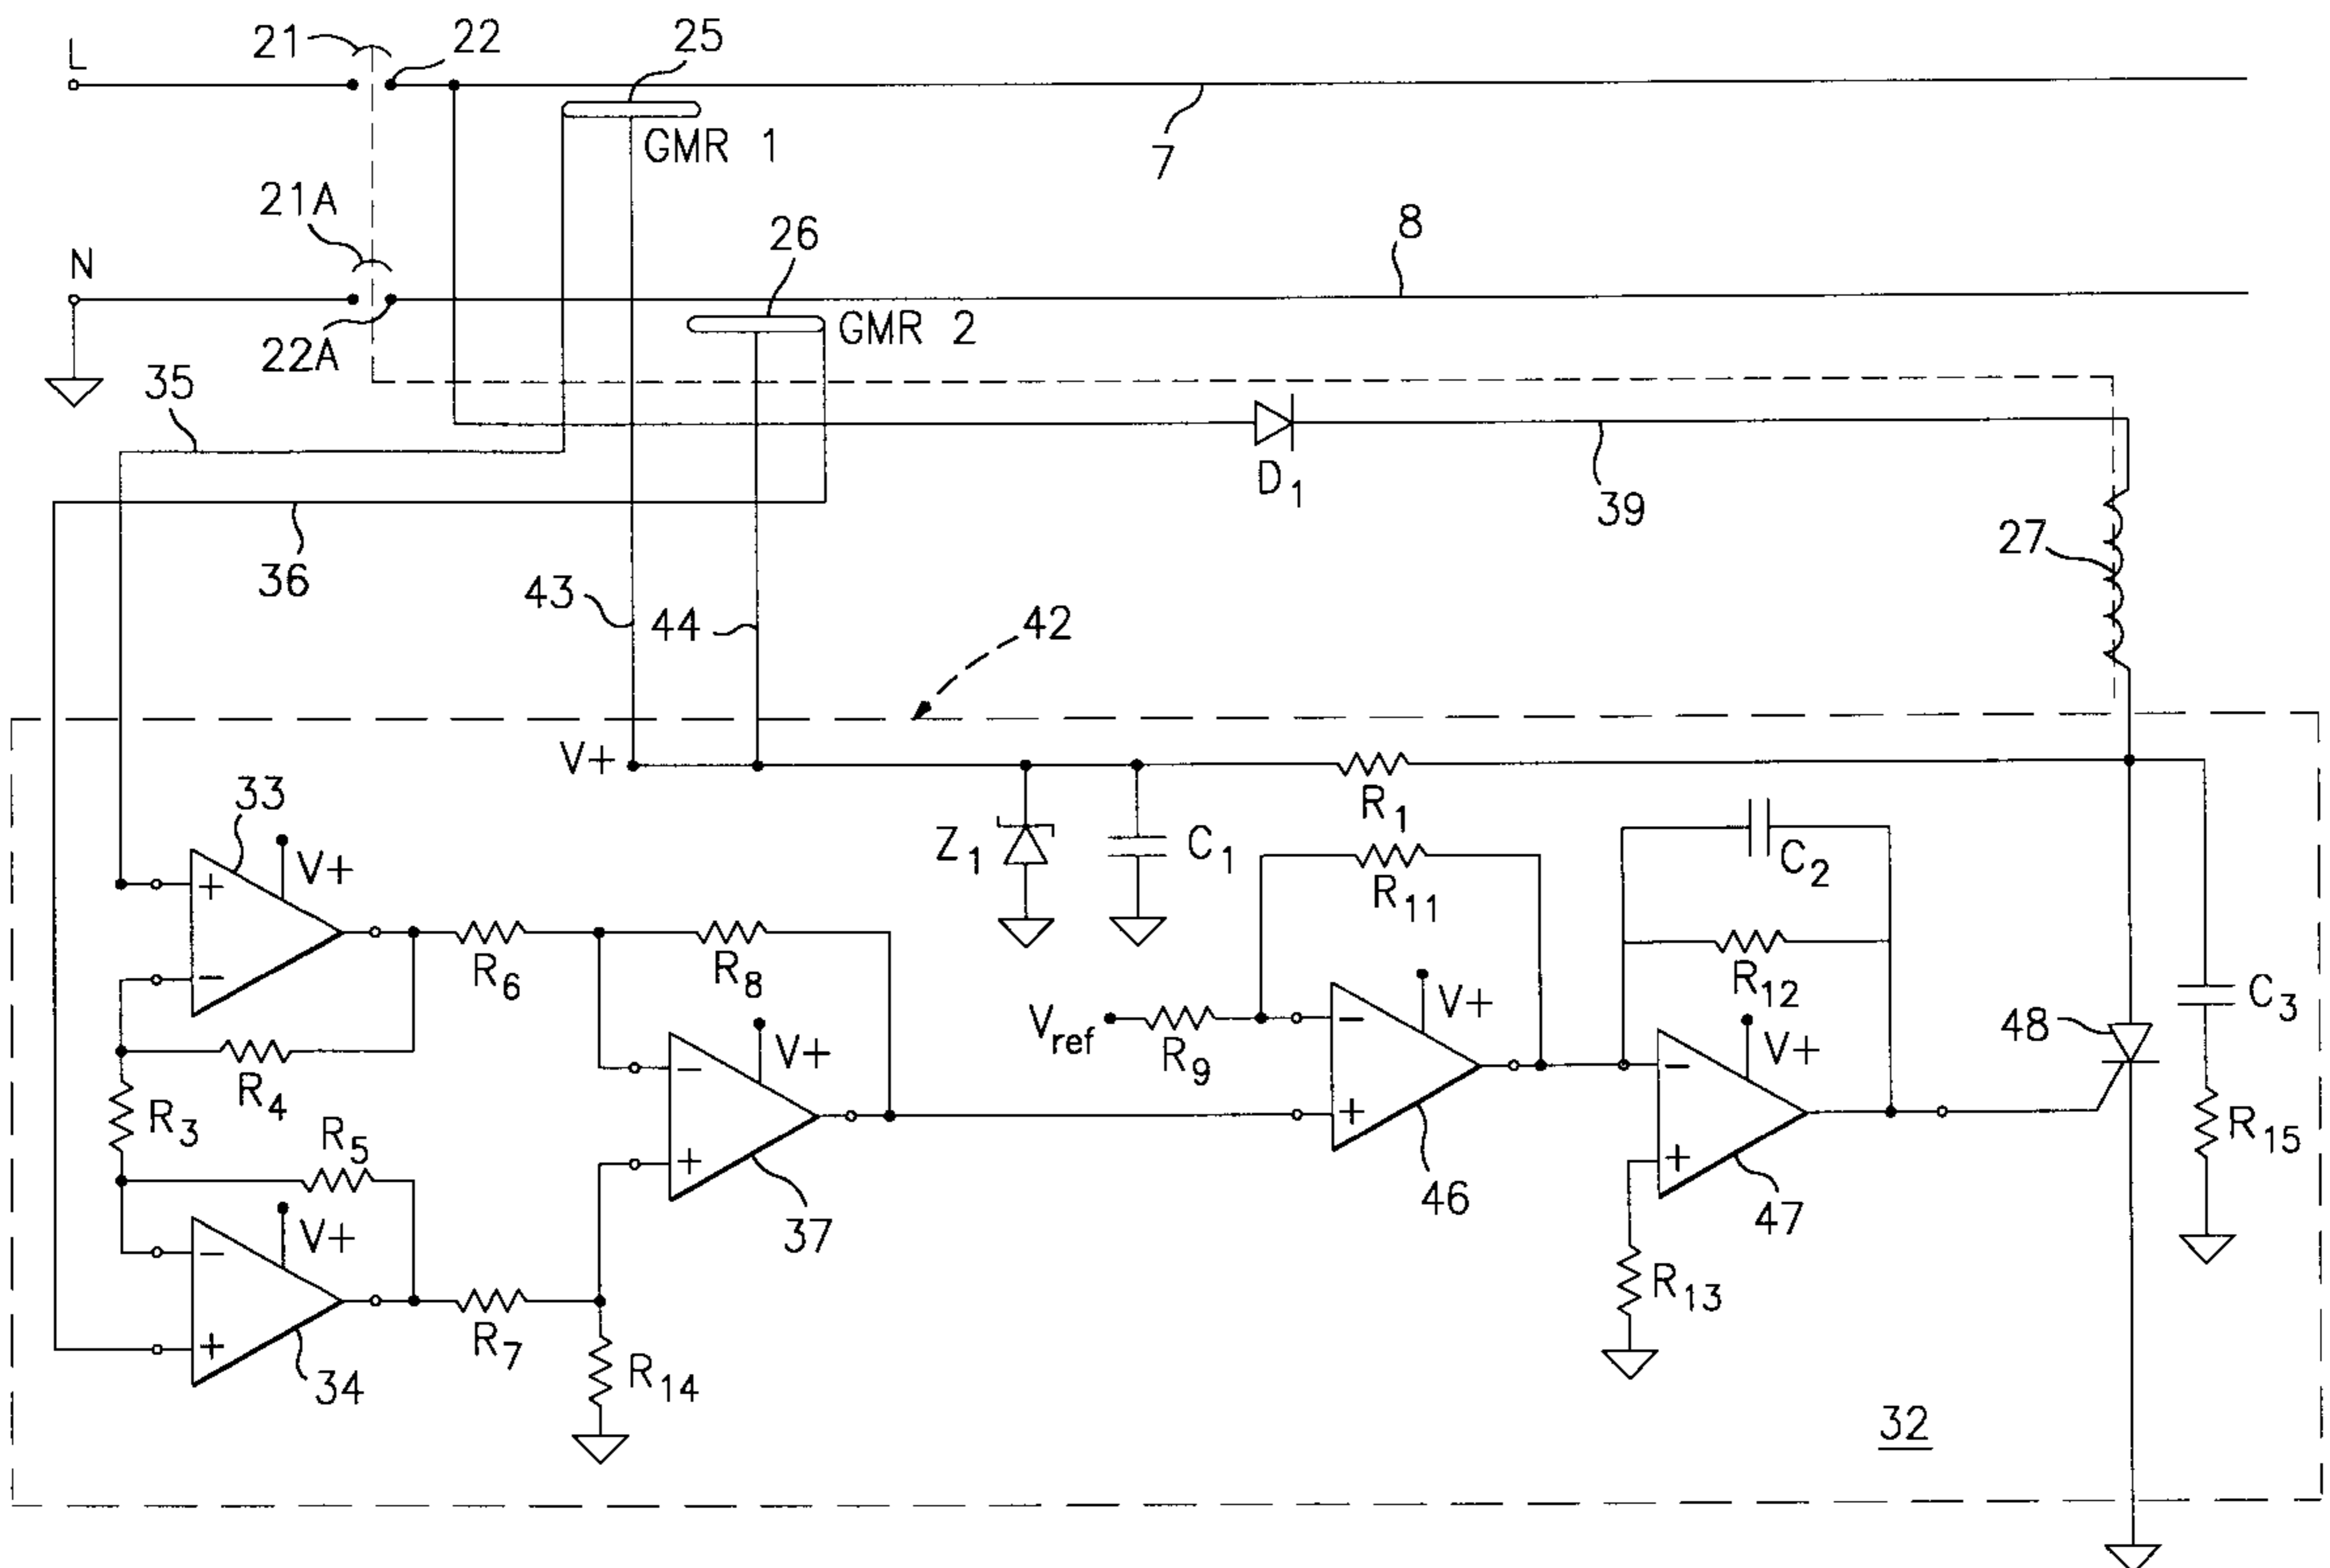 L
21
22
25
GMR 1
7
21A
N
26
8
22A
GMR 2
35
D1
39
36
27
43
44
42
V+
33
V+
Z1
C1
R1
R11
C2
+
−
R6
R8
R12
V+
C3
Vref
R9
−
V+
48
R4
V+
−
−
R3
R5
+
+
R15
+
46
47
37
V+
−
R13
+
R7
R14
34
32